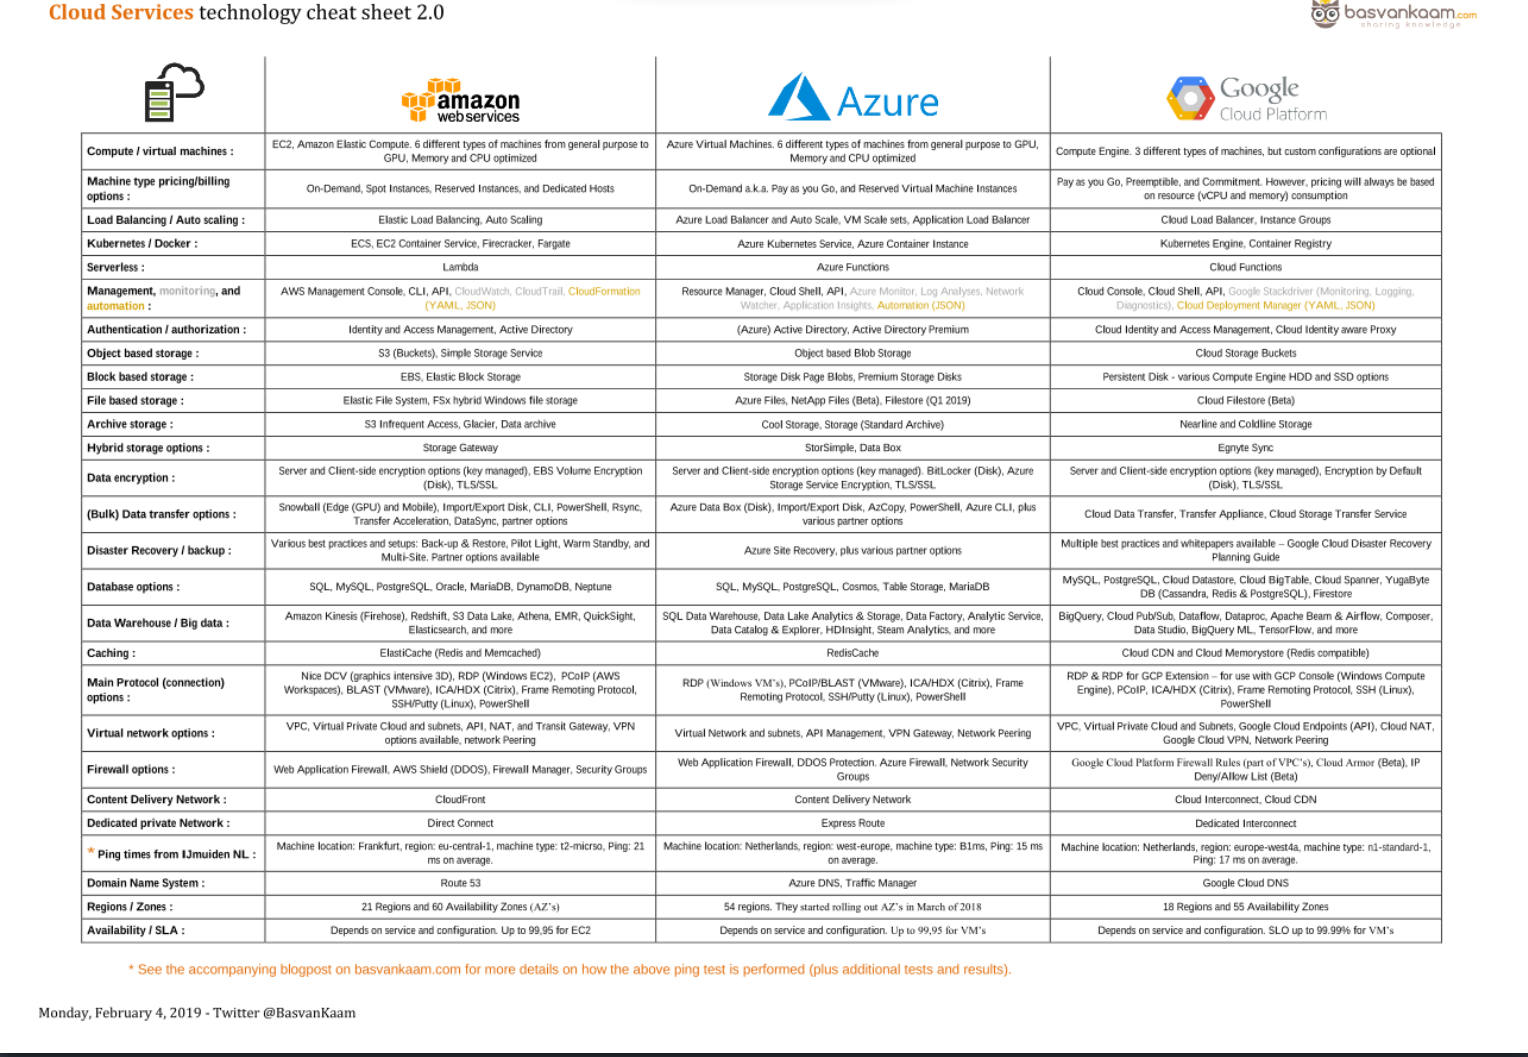 Cloud Services technology cheat sheet 2.0
basvankaam.com
sharing knowledge
amazon
webservices
Azure
Google
Cloud Platform
Compute / virtual machines :
EC2, Amazon Elastic Compute. 6 different types of machines from general purpose to
GPU, Memory and CPU optimized
Azure Virtual Machines. 6 different types of machines from general purpose to GPU,
Memory and CPU optimized
Compute Engine. 3 different types of machines, but custom configurations are optional
Machine type pricing/billing
options :
On-Demand, Spot Instances, Reserved Instances, and Dedicated Hosts
On-Demand a.k.a. Pay as you Go, and Reserved Virtual Machine Instances
Pay as you Go, Preemptible, and Commitment. However, pricing will always be based
on resource (vCPU and memory) consumption
Load Balancing / Auto scaling :
Elastic Load Balancing, Auto Scaling
Azure Load Balancer and Auto Scale, VM Scale sets, Application Load Balancer
Cloud Load Balancer, Instance Groups
Kubernetes / Docker :
ECS, EC2 Container Service, Firecracker, Fargate
Azure Kubernetes Service, Azure Container Instance
Kubernetes Engine, Container Registry
Serverless :
Lambda
Azure Functions
Cloud Functions
Management, monitoring, and
automation :
AWS Management Console, CLI, API, CloudWatch, CloudTrail, CloudFormation
(YAML, JSON)
Resource Manager, Cloud Shell, API, Azure Monitor, Log Analyses, Network
Watcher, Application Insights, Automation (JSON)
Cloud Console, Cloud Shell, API, Google Stackdriver (Monitoring, Logging,
Diagnostics), Cloud Deployment Manager (YAML, JSON)
Authentication / authorization :
Identity and Access Management, Active Directory
(Azure) Active Directory, Active Directory Premium
Cloud Identity and Access Management, Cloud Identity aware Proxy
Object based storage :
S3 (Buckets), Simple Storage Service
Object based Blob Storage
Cloud Storage Buckets
Block based storage :
EBS, Elastic Block Storage
Storage Disk Page Blobs, Premium Storage Disks
Persistent Disk - various Compute Engine HDD and SSD options
File based storage :
Elastic File System, FSx hybrid Windows file storage
Azure Files, NetApp Files (Beta), Filestore (Q1 2019)
Cloud Filestore (Beta)
Archive storage :
S3 Infrequent Access, Glacier, Data archive
Cool Storage, Storage (Standard Archive)
Nearline and Coldline Storage
Hybrid storage options :
Storage Gateway
StorSimple, Data Box
Egnyte Sync
Data encryption :
Server and Client-side encryption options (key managed), EBS Volume Encryption
(Disk), TLS/SSL
Server and Client-side encryption options (key managed). BitLocker (Disk), Azure
Storage Service Encryption, TLS/SSL
Server and Client-side encryption options (key managed), Encryption by Default
(Disk), TLS/SSL
(Bulk) Data transfer options :
Snowball (Edge (GPU) and Mobile), Import/Export Disk, CLI, PowerShell, Rsync,
Transfer Acceleration, DataSync, partner options
Azure Data Box (Disk), Import/Export Disk, AzCopy, PowerShell, Azure CLI, plus
various partner options
Cloud Data Transfer, Transfer Appliance, Cloud Storage Transfer Service
Disaster Recovery / backup :
Various best practices and setups: Back-up & Restore, Pilot Light, Warm Standby, and
Multi-Site. Partner options available
Azure Site Recovery, plus various partner options
Multiple best practices and whitepapers available – Google Cloud Disaster Recovery
Planning Guide
Database options :
SQL, MySQL, PostgreSQL, Oracle, MariaDB, DynamoDB, Neptune
SQL, MySQL, PostgreSQL, Cosmos, Table Storage, MariaDB
MySQL, PostgreSQL, Cloud Datastore, Cloud BigTable, Cloud Spanner, YugaByte
DB (Cassandra, Redis & PostgreSQL), Firestore
Data Warehouse / Big data :
Amazon Kinesis (Firehose), Redshift, S3 Data Lake, Athena, EMR, QuickSight,
Elasticsearch, and more
SQL Data Warehouse, Data Lake Analytics & Storage, Data Factory, Analytic Service,
Data Catalog & Explorer, HDInsight, Steam Analytics, and more
BigQuery, Cloud Pub/Sub, Dataflow, Dataproc, Apache Beam & Airflow, Composer,
Data Studio, BigQuery ML, TensorFlow, and more
Caching :
ElastiCache (Redis and Memcached)
RedisCache
Cloud CDN and Cloud Memorystore (Redis compatible)
Main Protocol (connection)
options :
Nice DCV (graphics intensive 3D), RDP (Windows EC2), PCoIP (AWS
Workspaces), BLAST (VMware), ICA/HDX (Citrix), Frame Remoting Protocol,
SSH/Putty (Linux), PowerShell
RDP (Windows VM's), PCoIP/BLAST (VMware), ICA/HDX (Citrix), Frame
Remoting Protocol, SSH/Putty (Linux), PowerShell
RDP & RDP for GCP Extension – for use with GCP Console (Windows Compute
Engine), PCoIP, ICA/HDX (Citrix), Frame Remoting Protocol, SSH (Linux),
PowerShell
Virtual network options :
VPC, Virtual Private Cloud and subnets, API, NAT, and Transit Gateway, VPN
options available, network Peering
Virtual Network and subnets, API Management, VPN Gateway, Network Peering
VPC, Virtual Private Cloud and Subnets, Google Cloud Endpoints (API), Cloud NAT,
Google Cloud VPN, Network Peering
Firewall options :
Web Application Firewall, AWS Shield (DDOS), Firewall Manager, Security Groups
Web Application Firewall, DDOS Protection. Azure Firewall, Network Security
Groups
Google Cloud Platform Firewall Rules (part of VPC's), Cloud Armor (Beta), IP
Deny/Allow List (Beta)
Content Delivery Network :
CloudFront
Content Delivery Network
Cloud Interconnect, Cloud CDN
Dedicated private Network :
Direct Connect
Express Route
Dedicated Interconnect
* Ping times from IJmuiden NL :
Machine location: Frankfurt, region: eu-central-1, machine type: t2-micrso, Ping: 21
ms on average.
Machine location: Netherlands, region: west-europe, machine type: B1ms, Ping: 15 ms
on average.
Machine location: Netherlands, region: europe-west4a, machine type: n1-standard-1,
Ping: 17 ms on average.
Domain Name System :
Route 53
Azure DNS, Traffic Manager
Google Cloud DNS
Regions / Zones :
21 Regions and 60 Availability Zones (AZ's)
54 regions. They started rolling out AZ's in March of 2018
18 Regions and 55 Availability Zones
Availability / SLA :
Depends on service and configuration. Up to 99,95 for EC2
Depends on service and configuration. Up to 99,95 for VM's
Depends on service and configuration. SLO up to 99.99% for VM's
* See the accompanying blogpost on basvankaam.com for more details on how the above ping test is performed (plus additional tests and results).
Monday, February 4, 2019 - Twitter @BasvanKaam